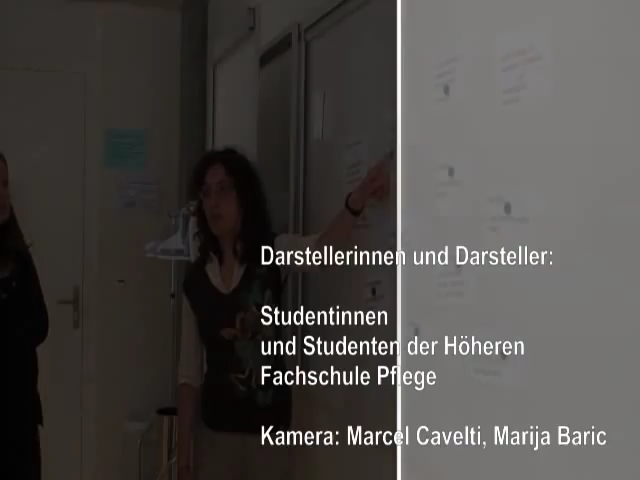 Darstellerinnen und Darsteller:
Studentinnen
und Studenten der Höheren
Fachschule Pflege
Kamera: Marcel Cavelti, Marija Baric